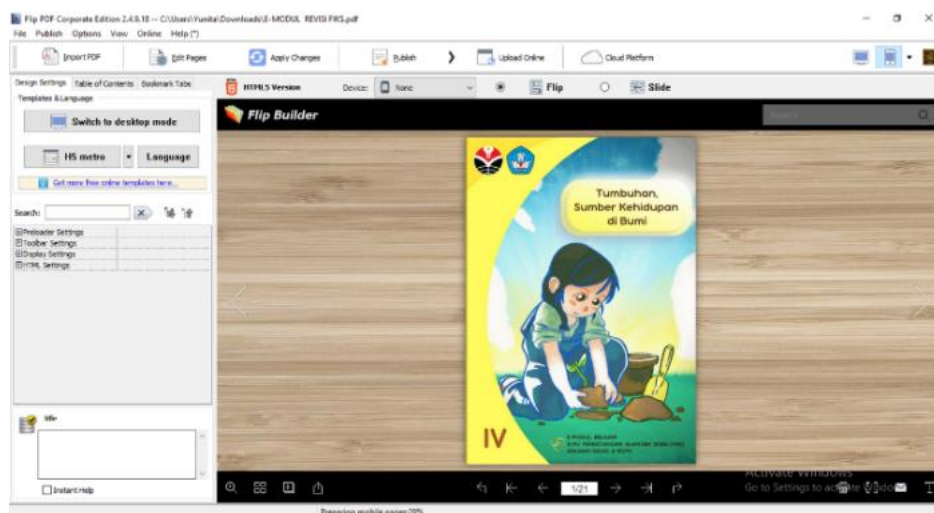 Flip PDF Corporate Edition 2.4.9.18 -- C:\Users\Yunita\Downloads\E-MODUL REVISI FIKS.pdf
File Publish Options View Online Help(*)
Import PDF Edit Pages Apply Changes Publish Upload Online Cloud Platform
Design Settings Table of Contents Bookmark Table
HTML5 Version Device: None Flip Slide
Templates & Language
Switch to desktop mode
Flip Builder
H5 metro Language
Get more free online templates here...
Search:
Preloader Settings
Toolbar Settings
Display Settings
HTML Settings
Tumbuhan,
Sumber Kehidupan
di Bumi
IV
title
Instant Help
1/21
Activate Windows
Go to Settings to activate Windows
Preparing mobile pages:28%